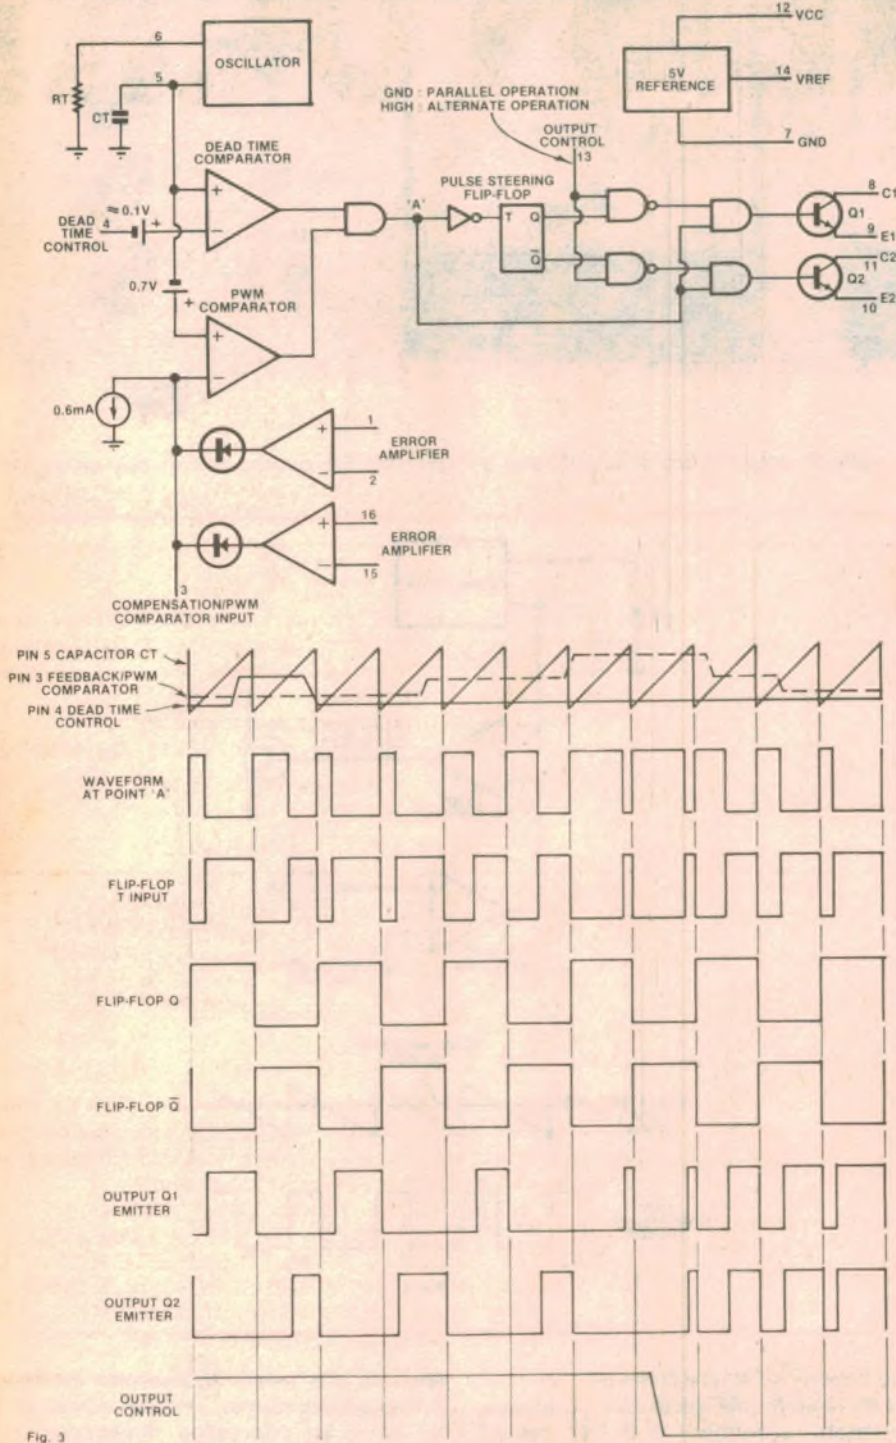 12 VCC
6
OSCILLATOR
5V
REFERENCE
14 VREF
5
RT
CT
GND : PARALLEL OPERATION
HIGH : ALTERNATE OPERATION
7 GND
DEAD TIME
COMPARATOR
OUTPUT
CONTROL
13
PULSE STEERING
FLIP-FLOP
≈0.1V
+
+
−
'A'
T Q
Q̅
8 C1
Q1
9 E1
DEAD
TIME
CONTROL
4
C2
11
Q2
E2
10
0.7V
+
PWM
COMPARATOR
+
−
0.6mA
1
+
−
2
ERROR
AMPLIFIER
16
+
−
15
ERROR
AMPLIFIER
3
COMPENSATION/PWM
COMPARATOR INPUT
PIN 5 CAPACITOR CT
PIN 3 FEEDBACK/PWM
COMPARATOR
PIN 4 DEAD TIME
CONTROL
WAVEFORM
AT POINT 'A'
FLIP-FLOP
T INPUT
FLIP-FLOP Q
FLIP-FLOP Q̅
OUTPUT Q1
EMITTER
OUTPUT Q2
EMITTER
OUTPUT
CONTROL
Fig. 3